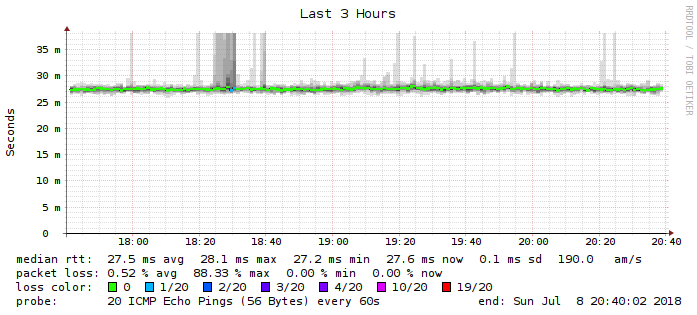 Last 3 Hours
RRDTOOL / TOBI OETIKER
Seconds
35 m
30 m
25 m
20 m
15 m
10 m
5 m
0
18:00 18:20 18:40 19:00 19:20 19:40 20:00 20:20 20:40
median rtt: 27.5 ms avg 28.1 ms max 27.2 ms min 27.6 ms now 0.1 ms sd 190.0 am/s
packet loss: 0.52 % avg 88.33 % max 0.00 % min 0.00 % now
loss color: 0 1/20 2/20 3/20 4/20 10/20 19/20
probe: 20 ICMP Echo Pings (56 Bytes) every 60s end: Sun Jul 8 20:40:02 2018